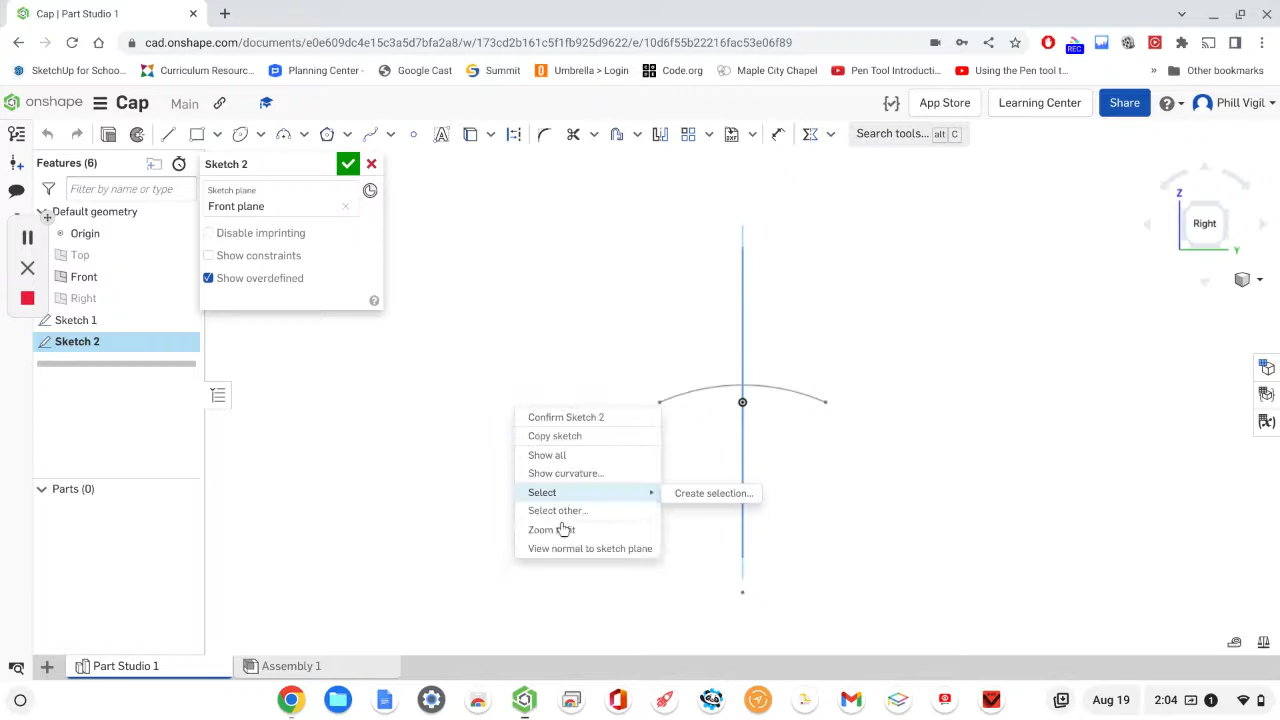 Cap | Part Studio 1
cad.onshape.com/documents/e0e609dc4f5c3a5d7bfa2a9/w/173cd2b161c5f1fb925d9622/e/10d6f55b22216fac53e06f89
REC
SketchUp for Schoo...
Curriculum Resourc...
Planning Center -
Google Cast
Summit
Umbrella > Login
Code.org
Maple City Chapel
Pen Tool Introducti...
Using the Pen tool t...
»
Other bookmarks
onshape
Cap
Main
App Store
Learning Center
Share
Phill Vigil
Search tools...
alt
C
Features (6)
Filter by name or type
Default geometry
Origin
Top
Front
Right
Sketch 1
Sketch 2
Parts (0)
Sketch 2
Sketch plane
Front plane
Disable imprinting
Show constraints
Show overdefined
Z
Right
Y
Confirm Sketch 2
Copy sketch
Show all
Show curvature...
Select
Create selection...
Select other...
View normal to sketch plane
Part Studio 1
Assembly 1
Aug 19
2:04
1